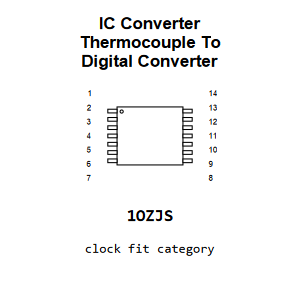 IC Converter
Thermocouple To
Digital Converter
1 14
2 13
3 12
4 11
5 10
6 9
7 8
10ZJS
clock fit category